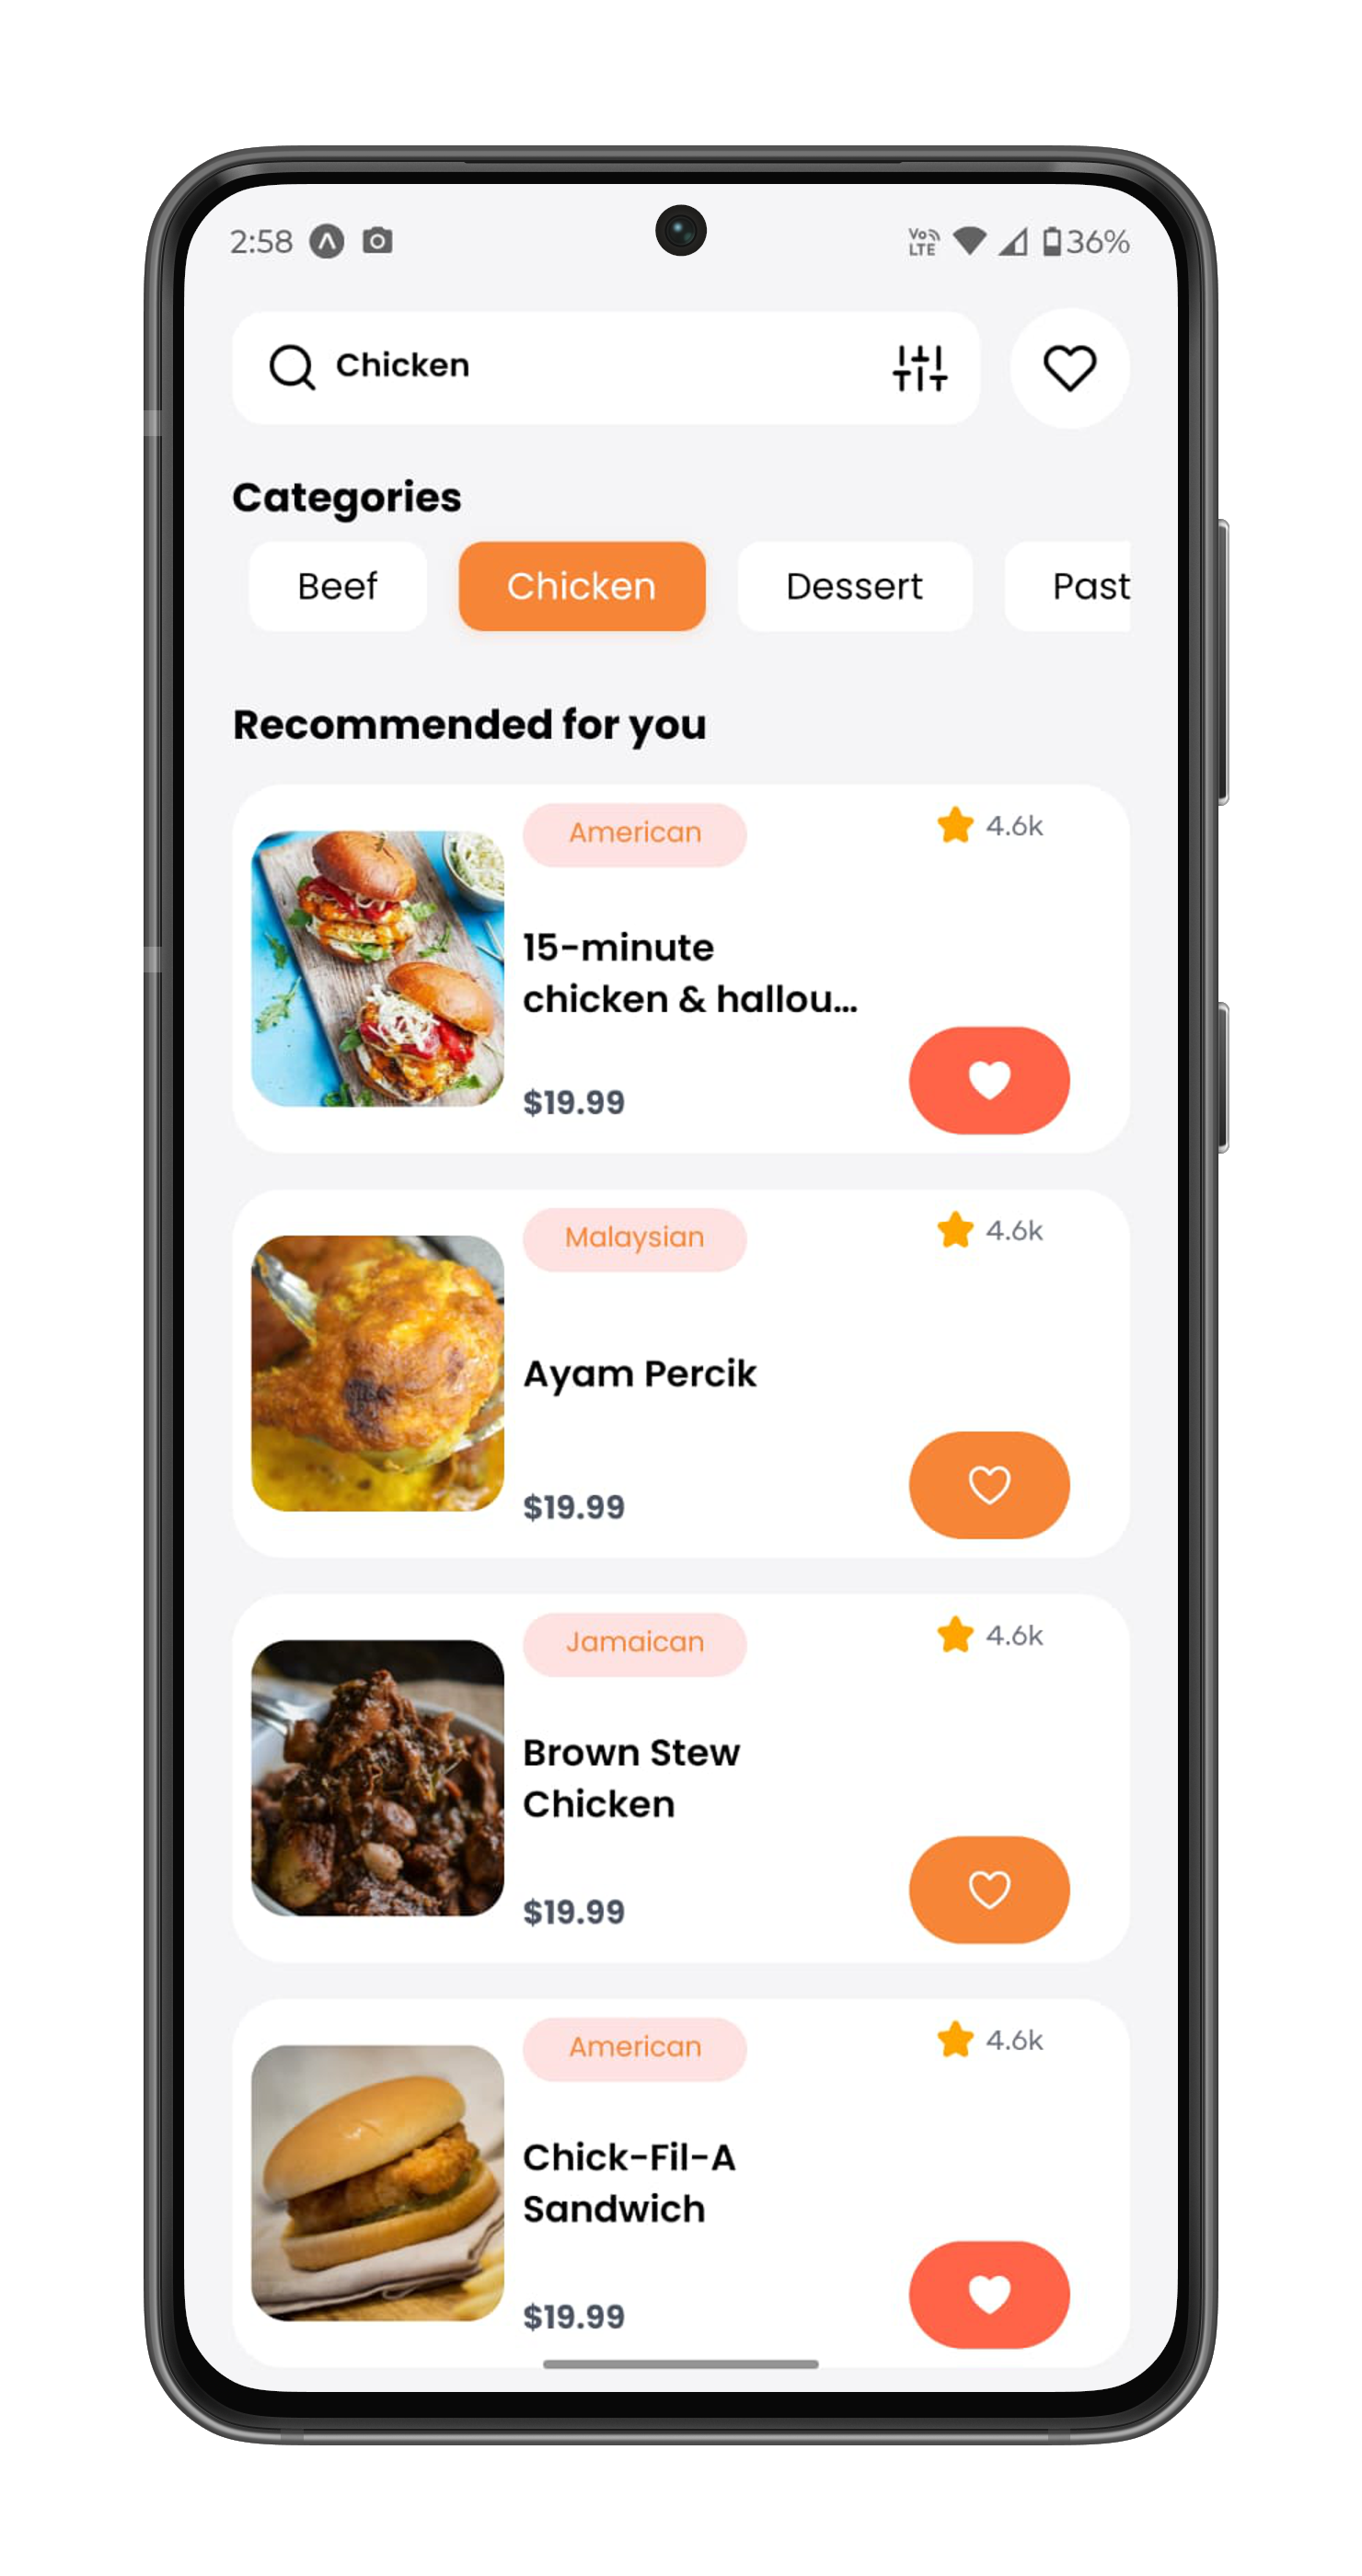 2:58
Vo LTE 36%
Chicken
Categories
Beef Chicken Dessert Past
Recommended for you
American 4.6k
15-minute
chicken & hallou...
$19.99
Malaysian 4.6k
Ayam Percik
$19.99
Jamaican 4.6k
Brown Stew
Chicken
$19.99
American 4.6k
Chick-Fil-A
Sandwich
$19.99